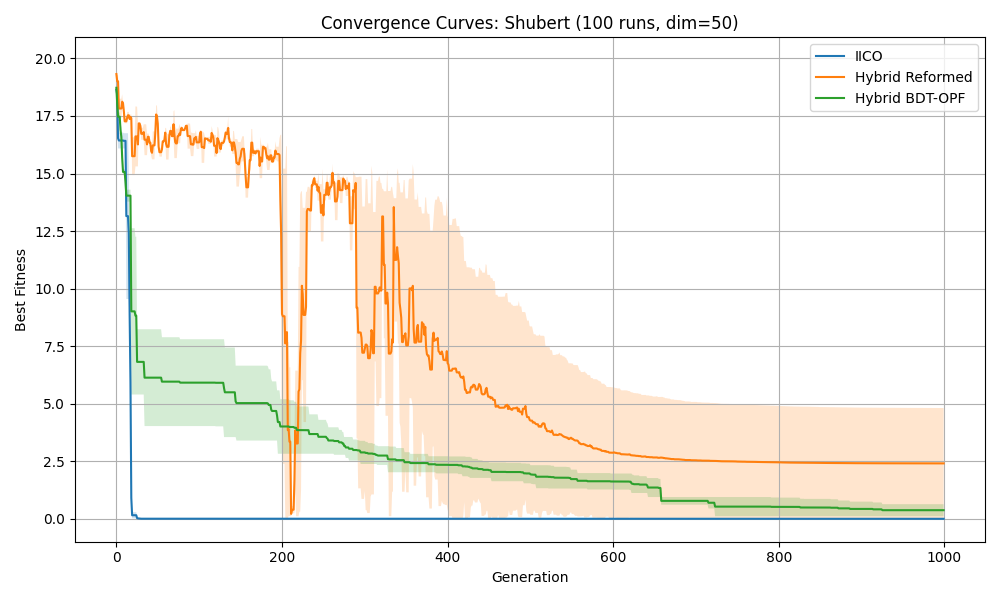 Convergence Curves: Shubert (100 runs, dim=50)
IICO
Hybrid Reformed
Hybrid BDT-OPF
Best Fitness
20.0
17.5
15.0
12.5
10.0
7.5
5.0
2.5
0.0
0 200 400 600 800 1000
Generation